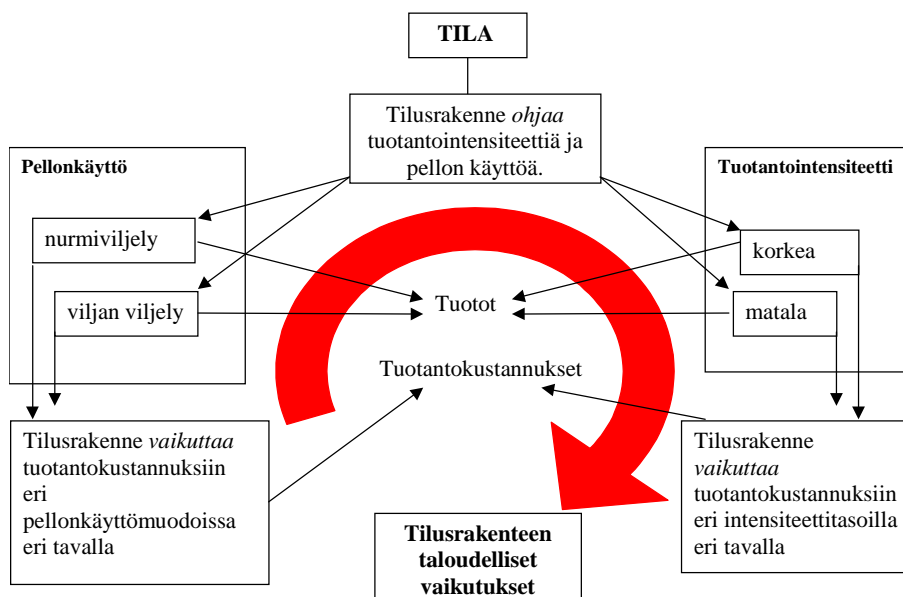 TILA
Tilusrakenne ohjaa
tuotantointensiteettiä ja
pellon käyttöä.
Pellonkäyttö
nurmiviljely
viljan viljely
Tuotantointensiteetti
korkea
matala
Tuotot
Tuotantokustannukset
Tilusrakenne vaikuttaa
tuotantokustannuksiin
eri
pellonkäyttömuodoissa
eri tavalla
Tilusrakenne
vaikuttaa
tuotantokustannuksiin
eri intensiteettitasoilla
eri tavalla
Tilusrakenteen
taloudelliset
vaikutukset